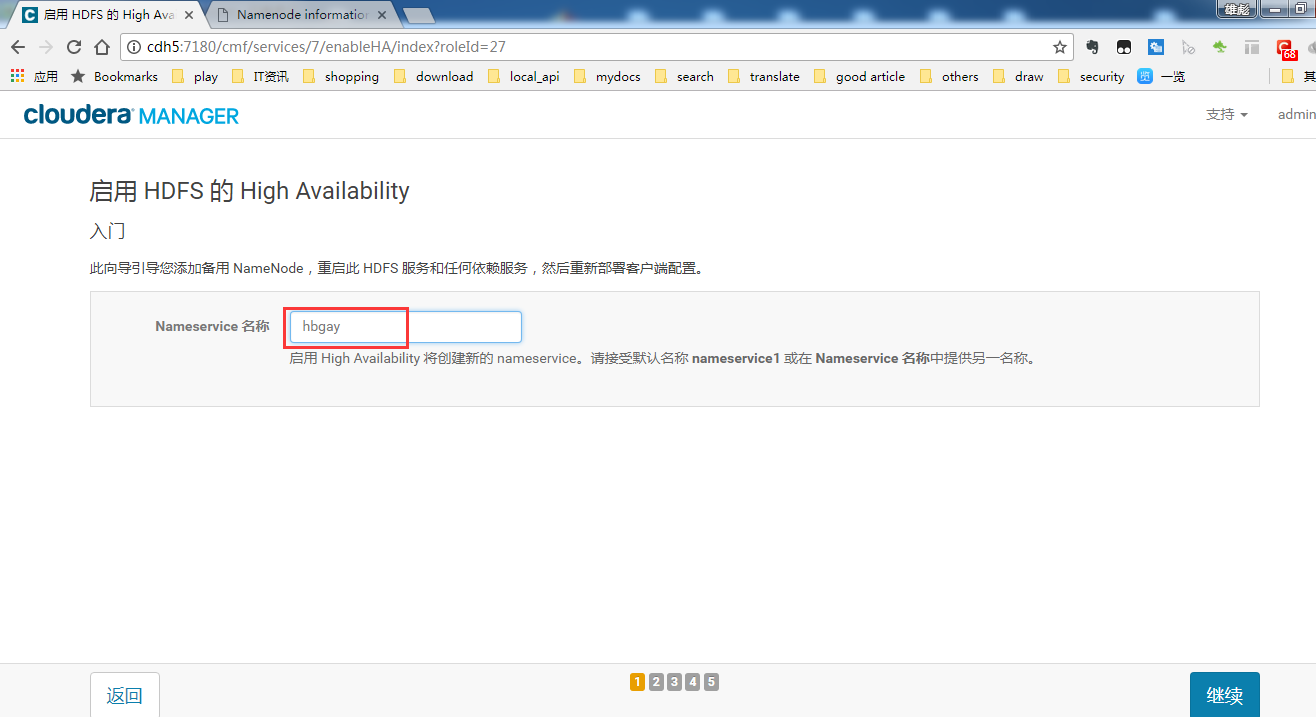 启用 HDFS 的 High Ava
Namenode information
雄彪
cdh5:7180/cmf/services/7/enableHA/index?roleId=27
68
应用 Bookmarks play IT资讯 shopping download local_api mydocs search translate good article others draw security 览 一览 其
cloudera MANAGER
支持 admin
启用 HDFS 的 High Availability
入门
此向导引导您添加备用 NameNode，重启此 HDFS 服务和任何依赖服务，然后重新部署客户端配置。
Nameservice 名称 hbgay
启用 High Availability 将创建新的 nameservice。请接受默认名称 nameservice1 或在 Nameservice 名称中提供另一名称。
返回 1 2 3 4 5 继续